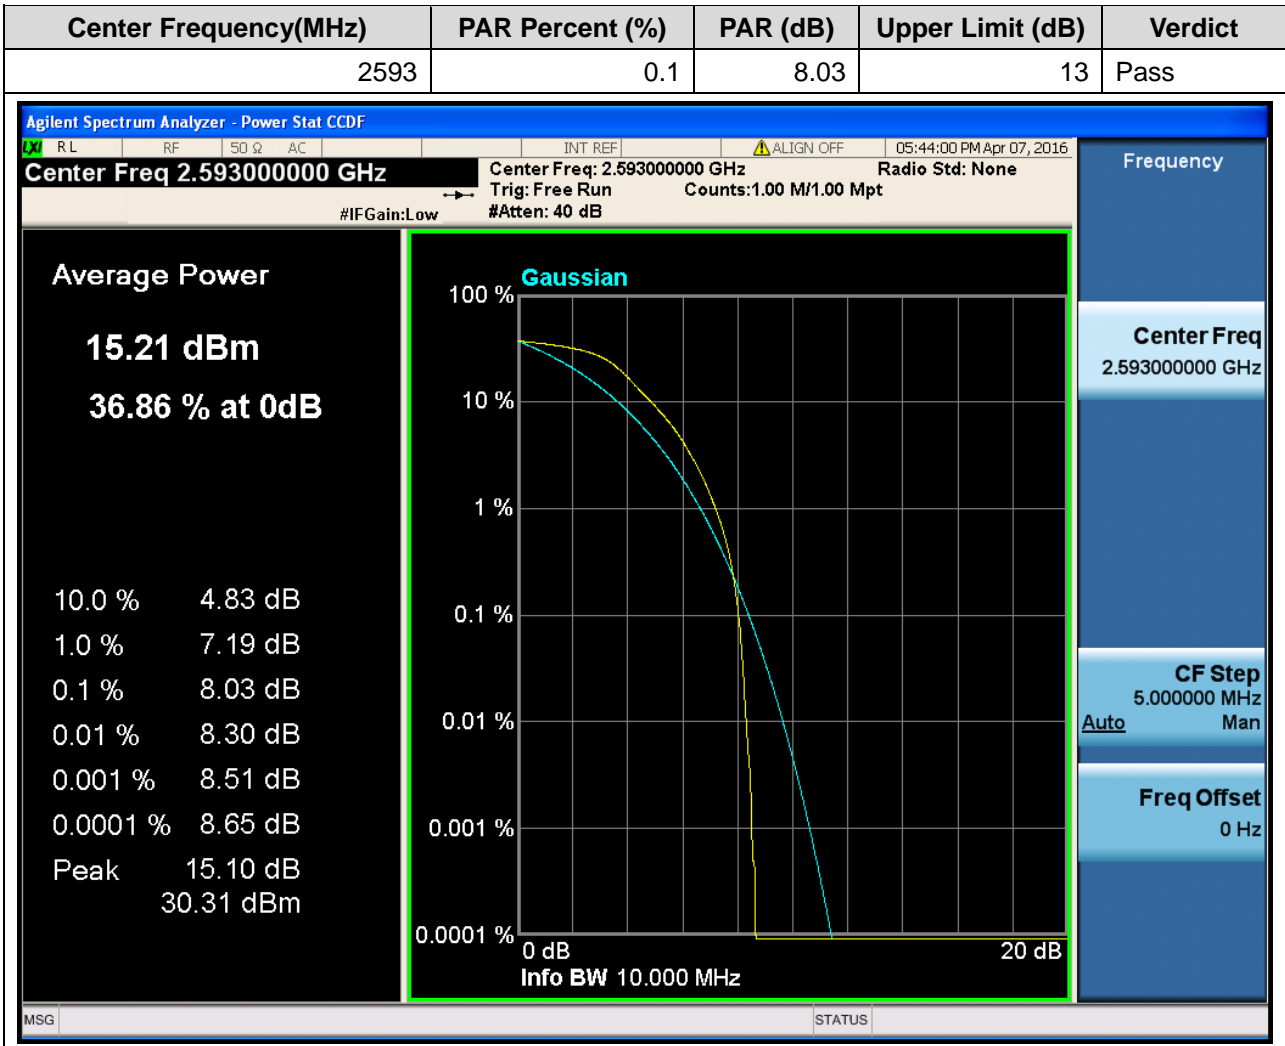 Center Frequency(MHz) PAR Percent (%) PAR (dB) Upper Limit (dB) Verdict
2593 0.1 8.03 13 Pass
Agilent Spectrum Analyzer - Power Stat CCDF
LXI RL RF 50 Ω AC INT REF ALIGN OFF 05:44:00 PM Apr 07, 2016
Center Freq 2.593000000 GHz
#IFGain:Low
Center Freq: 2.593000000 GHz Radio Std: None
Trig: Free Run Counts:1.00 M/1.00 Mpt
#Atten: 40 dB
Average Power
15.21 dBm
36.86 % at 0dB
10.0 % 4.83 dB
1.0 % 7.19 dB
0.1 % 8.03 dB
0.01 % 8.30 dB
0.001 % 8.51 dB
0.0001 % 8.65 dB
Peak 15.10 dB
30.31 dBm
Gaussian
100 %
10 %
1 %
0.1 %
0.01 %
0.001 %
0.0001 %
0 dB 20 dB
Info BW 10.000 MHz
Frequency
Center Freq
2.593000000 GHz
CF Step
5.000000 MHz
Auto Man
Freq Offset
0 Hz
MSG STATUS